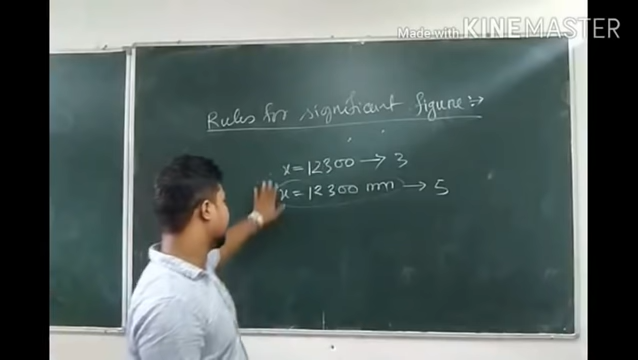 Made with KINEMASTER
Rules for significant figure :→
x = 12300 → 3
x = 12300 mm → 5